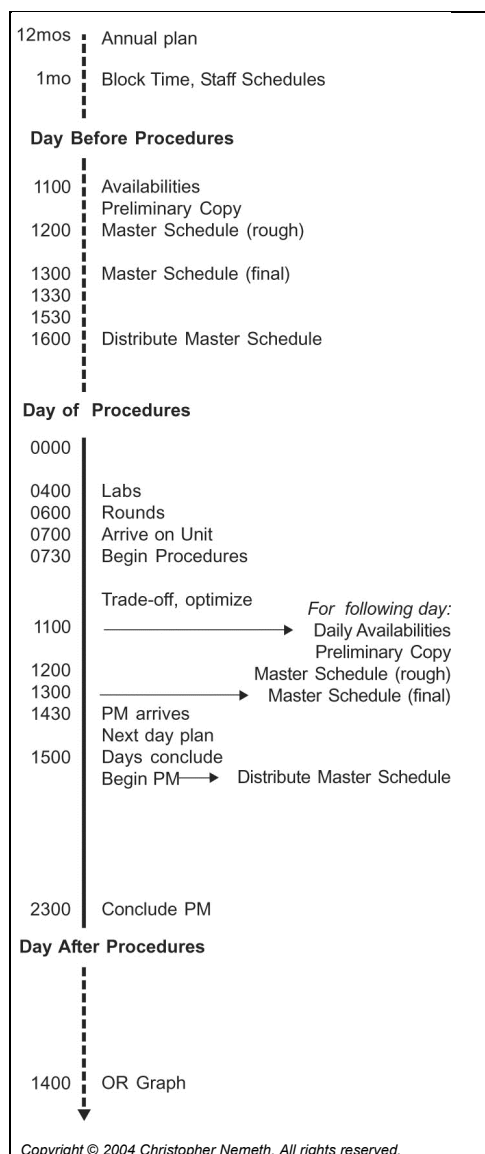 12mos Annual plan
1mo Block Time, Staff Schedules
Day Before Procedures
1100 Availabilities
Preliminary Copy
1200 Master Schedule (rough)
1300 Master Schedule (final)
1330
1530
1600 Distribute Master Schedule
Day of Procedures
0000
0400 Labs
0600 Rounds
0700 Arrive on Unit
0730 Begin Procedures
Trade-off, optimize
For following day:
1100 Daily Availabilities
Preliminary Copy
1200 Master Schedule (rough)
1300 Master Schedule (final)
1430 PM arrives
Next day plan
1500 Days conclude
Begin PM Distribute Master Schedule
2300 Conclude PM
Day After Procedures
1400 OR Graph
Copyright © 2004 Christopher Nemeth. All rights reserved.